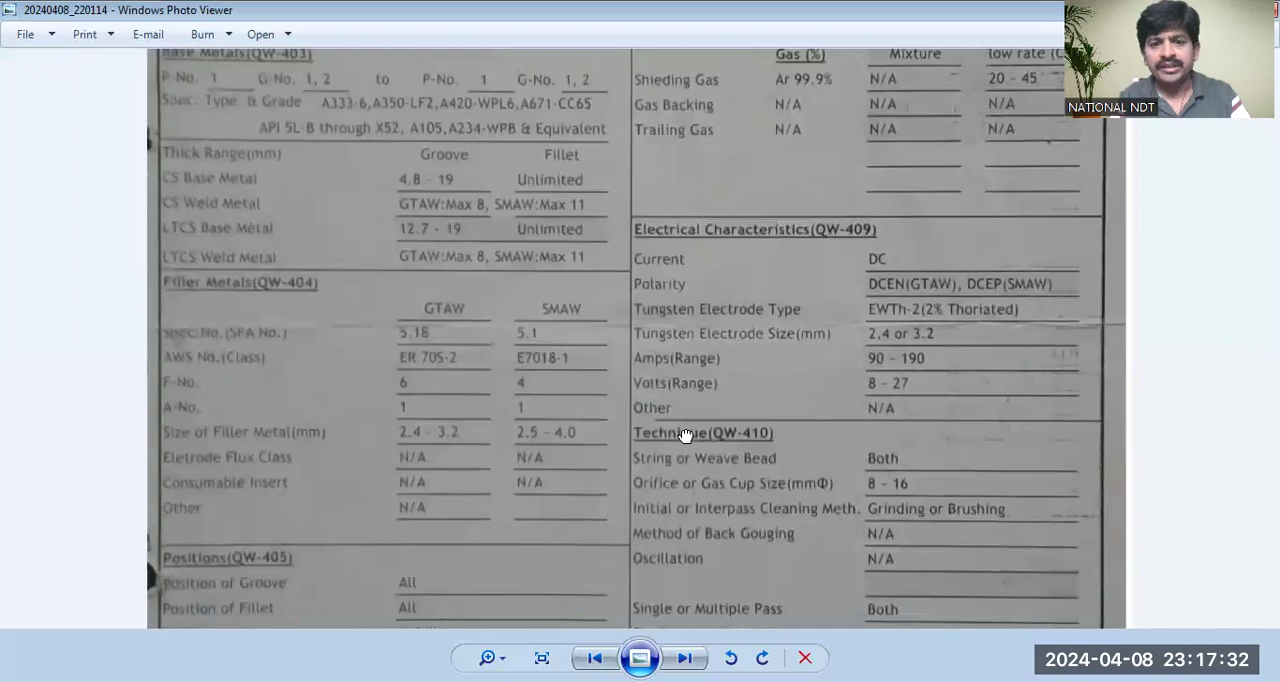 20240408_220114 - Windows Photo Viewer
File Print E-mail Burn Open
NATIONAL NDT
Base Metals(QW-403)
P-No. 1 G-No. 1, 2 to P-No. 1 G-No. 1, 2
Spec. Type & Grade A333-6,A350-LF2,A420-WPL6,A671-CC65
API 5L-B through X52, A105,A234-WPB & Equivalent
Thick Range(mm) Groove Fillet
CS Base Metal 4.8 - 19 Unlimited
CS Weld Metal GTAW:Max 8, SMAW:Max 11
LTCS Base Metal 12.7 - 19 Unlimited
LTCS Weld Metal GTAW:Max 8, SMAW:Max 11
Filler Metals(QW-404)
GTAW SMAW
Spec.No.(SFA No.) 5.18 5.1
AWS No.(Class) ER 70S-2 E7018-1
F-No. 6 4
A-No. 1 1
Size of Filler Metal(mm) 2.4 - 3.2 2.5 - 4.0
Eletrode Flux Class N/A N/A
Consumable Insert N/A N/A
Other N/A
Positions(QW-405)
Position of Groove All
Position of Fillet All
Gas (%) Mixture low rate (
Shieding Gas Ar 99.9% N/A 20 - 45
Gas Backing N/A N/A N/A
Trailing Gas N/A N/A N/A
Electrical Characteristics(QW-409)
Current DC
Polarity DCEN(GTAW), DCEP(SMAW)
Tungsten Electrode Type EWTh-2(2% Thoriated)
Tungsten Electrode Size(mm) 2.4 or 3.2
Amps(Range) 90 - 190
Volts(Range) 8 - 27
Other N/A
Technique(QW-410)
String or Weave Bead Both
Orifice or Gas Cup Size(mmΦ) 8 - 16
Initial or Interpass Cleaning Meth. Grinding or Brushing
Method of Back Gouging N/A
Oscillation N/A
Single or Multiple Pass Both
2024-04-08 23:17:32